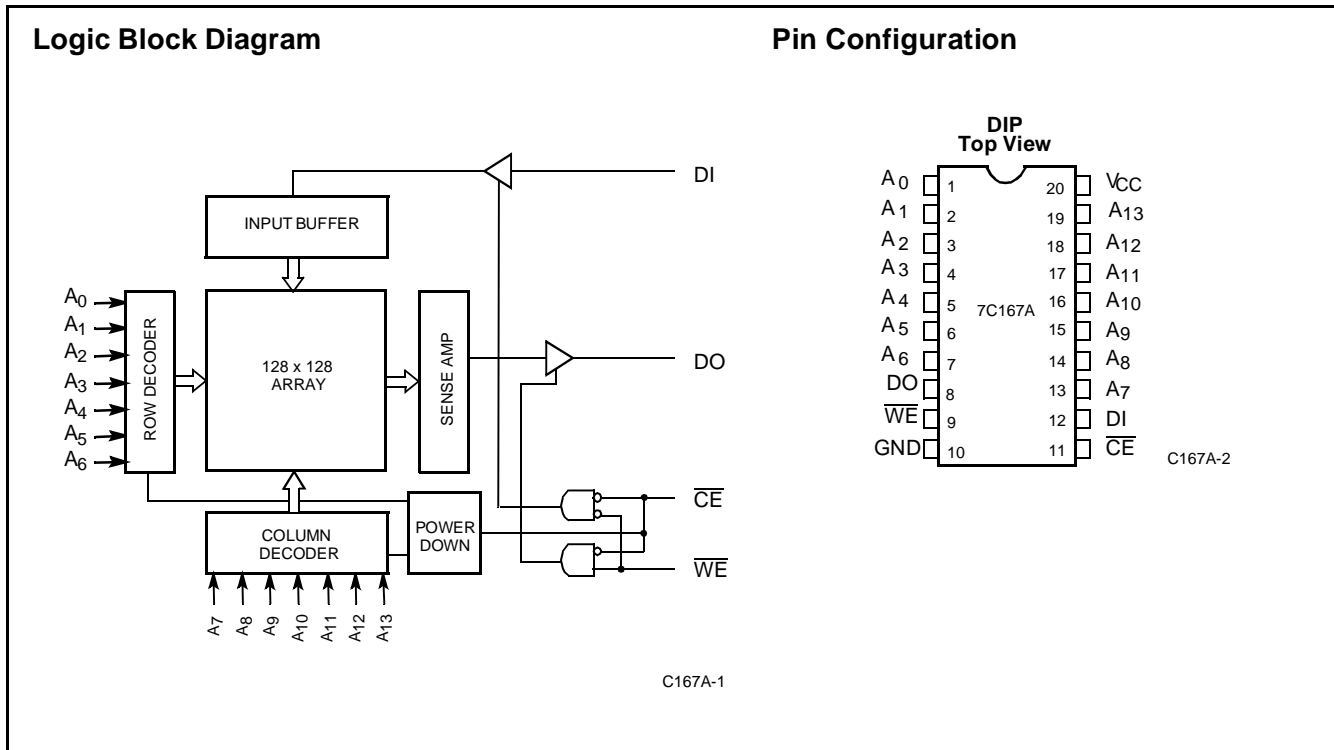 Logic Block Diagram
Pin Configuration
DI
INPUT BUFFER
A0
A1
A2
A3
A4
A5
A6
ROW DECODER
128 x 128
ARRAY
SENSE AMP
DO
COLUMN
DECODER
POWER
DOWN
CE
WE
A7
A8
A9
A10
A11
A12
A13
C167A-1
DIP
Top View
A0 1 20 VCC
A1 2 19 A13
A2 3 18 A12
A3 4 17 A11
A4 5 16 A10
7C167A
A5 6 15 A9
A6 7 14 A8
DO 8 13 A7
WE 9 12 DI
GND 10 11 CE
C167A-2